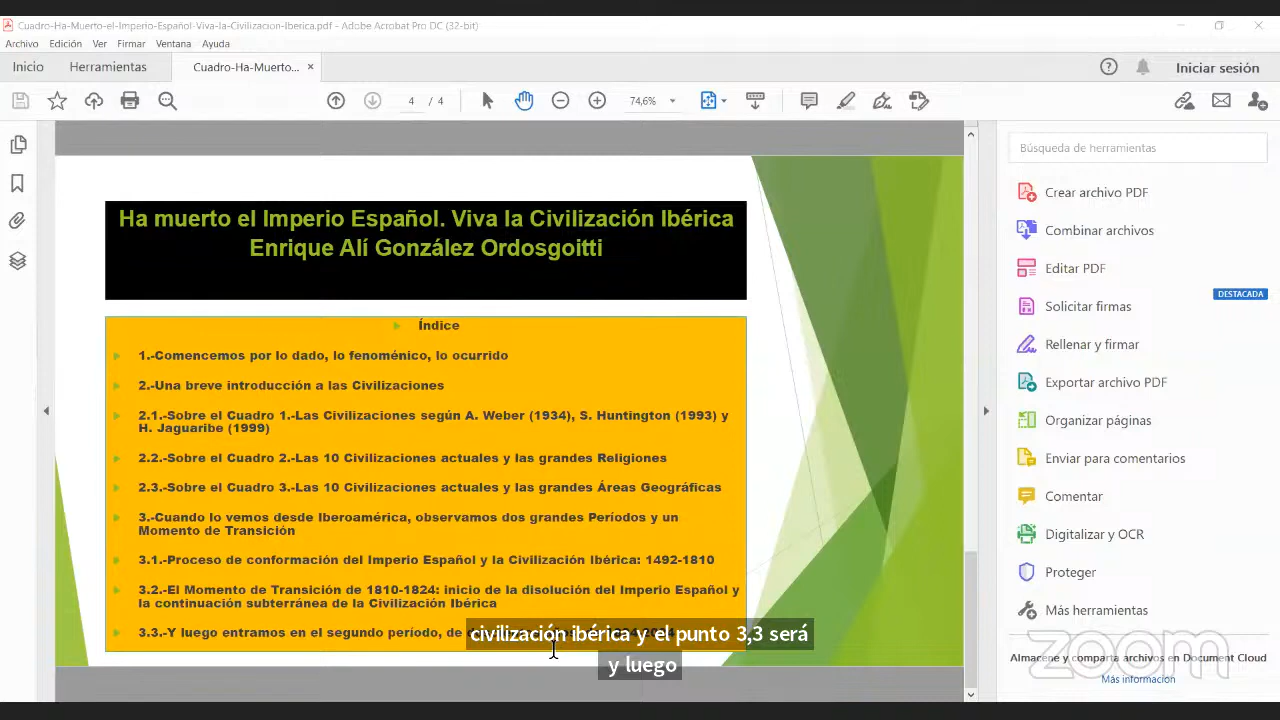 Cuadro-Ha-Muerto-el-Imperio-Español-Viva-la-Civilizacion-Iberica.pdf - Adobe Acrobat Pro DC (32-bit)
Archivo Edición Ver Firmar Ventana Ayuda
Inicio Herramientas Cuadro-Ha-Muerto... × Iniciar sesión
4 / 4 74,6%
Búsqueda de herramientas
Crear archivo PDF
Combinar archivos
Editar PDF
DESTACADA
Solicitar firmas
Rellenar y firmar
Exportar archivo PDF
Organizar páginas
Enviar para comentarios
Comentar
Digitalizar y OCR
Proteger
Más herramientas
Almacene y comparta archivos en Document Cloud
Más información
zoom
Ha muerto el Imperio Español. Viva la Civilización Ibérica
Enrique Alí González Ordosgoitti
Índice
1.-Comencemos por lo dado, lo fenoménico, lo ocurrido
2.-Una breve introducción a las Civilizaciones
2.1.-Sobre el Cuadro 1.-Las Civilizaciones según A. Weber (1934), S. Huntington (1993) y
H. Jaguaribe (1999)
2.2.-Sobre el Cuadro 2.-Las 10 Civilizaciones actuales y las grandes Religiones
2.3.-Sobre el Cuadro 3.-Las 10 Civilizaciones actuales y las grandes Áreas Geográficas
3.-Cuando lo vemos desde Iberoamérica, observamos dos grandes Períodos y un
Momento de Transición
3.1.-Proceso de conformación del Imperio Español y la Civilización Ibérica: 1492-1810
3.2.-El Momento de Transición de 1810-1824: inicio de la disolución del Imperio Español y
la continuación subterránea de la Civilización Ibérica
3.3.-Y luego entramos en el segundo período, de
civilización ibérica y el punto 3,3 será
y luego